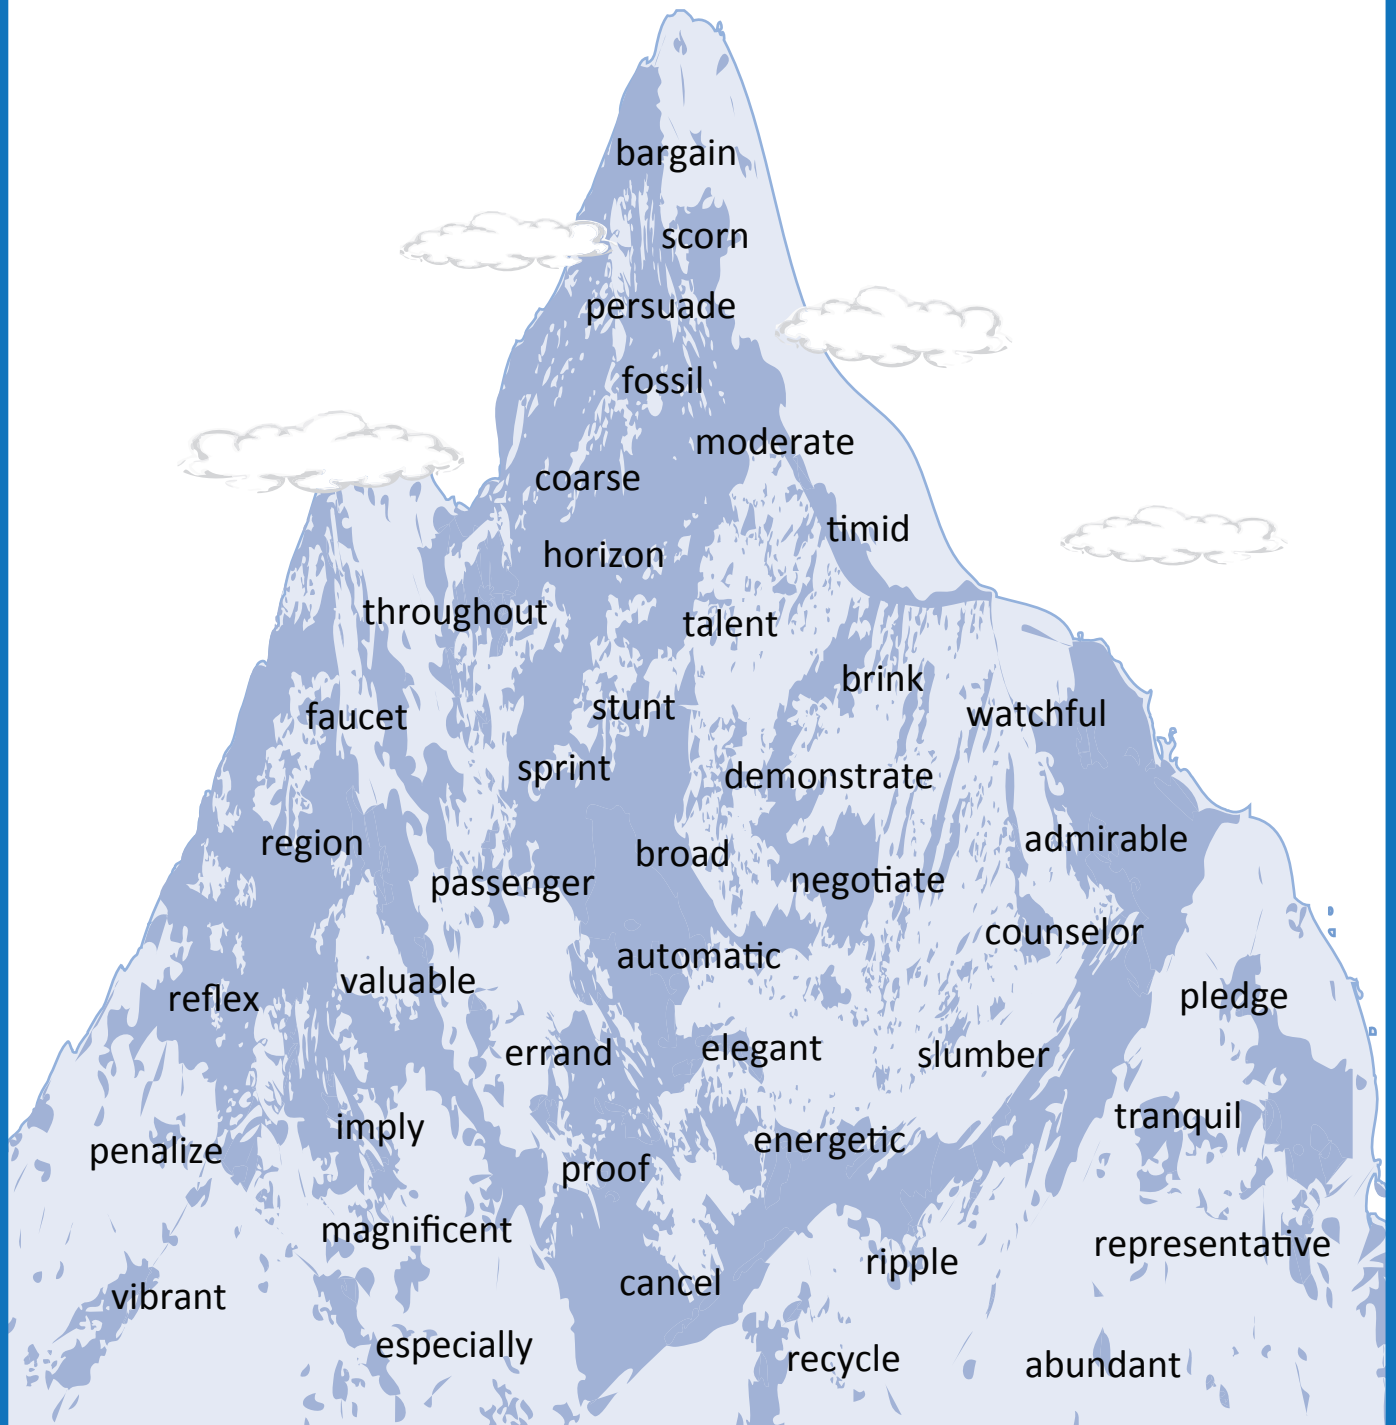 bargain
scorn
persuade
fossil
moderate
coarse
timid
horizon
throughout
talent
brink
stunt
watchful
faucet
sprint
demonstrate
admirable
region
broad
negotiate
passenger
counselor
automatic
valuable
pledge
reflex
elegant
errand
slumber
tranquil
imply
energetic
penalize
proof
magnificent
representative
ripple
cancel
vibrant
especially
recycle
abundant